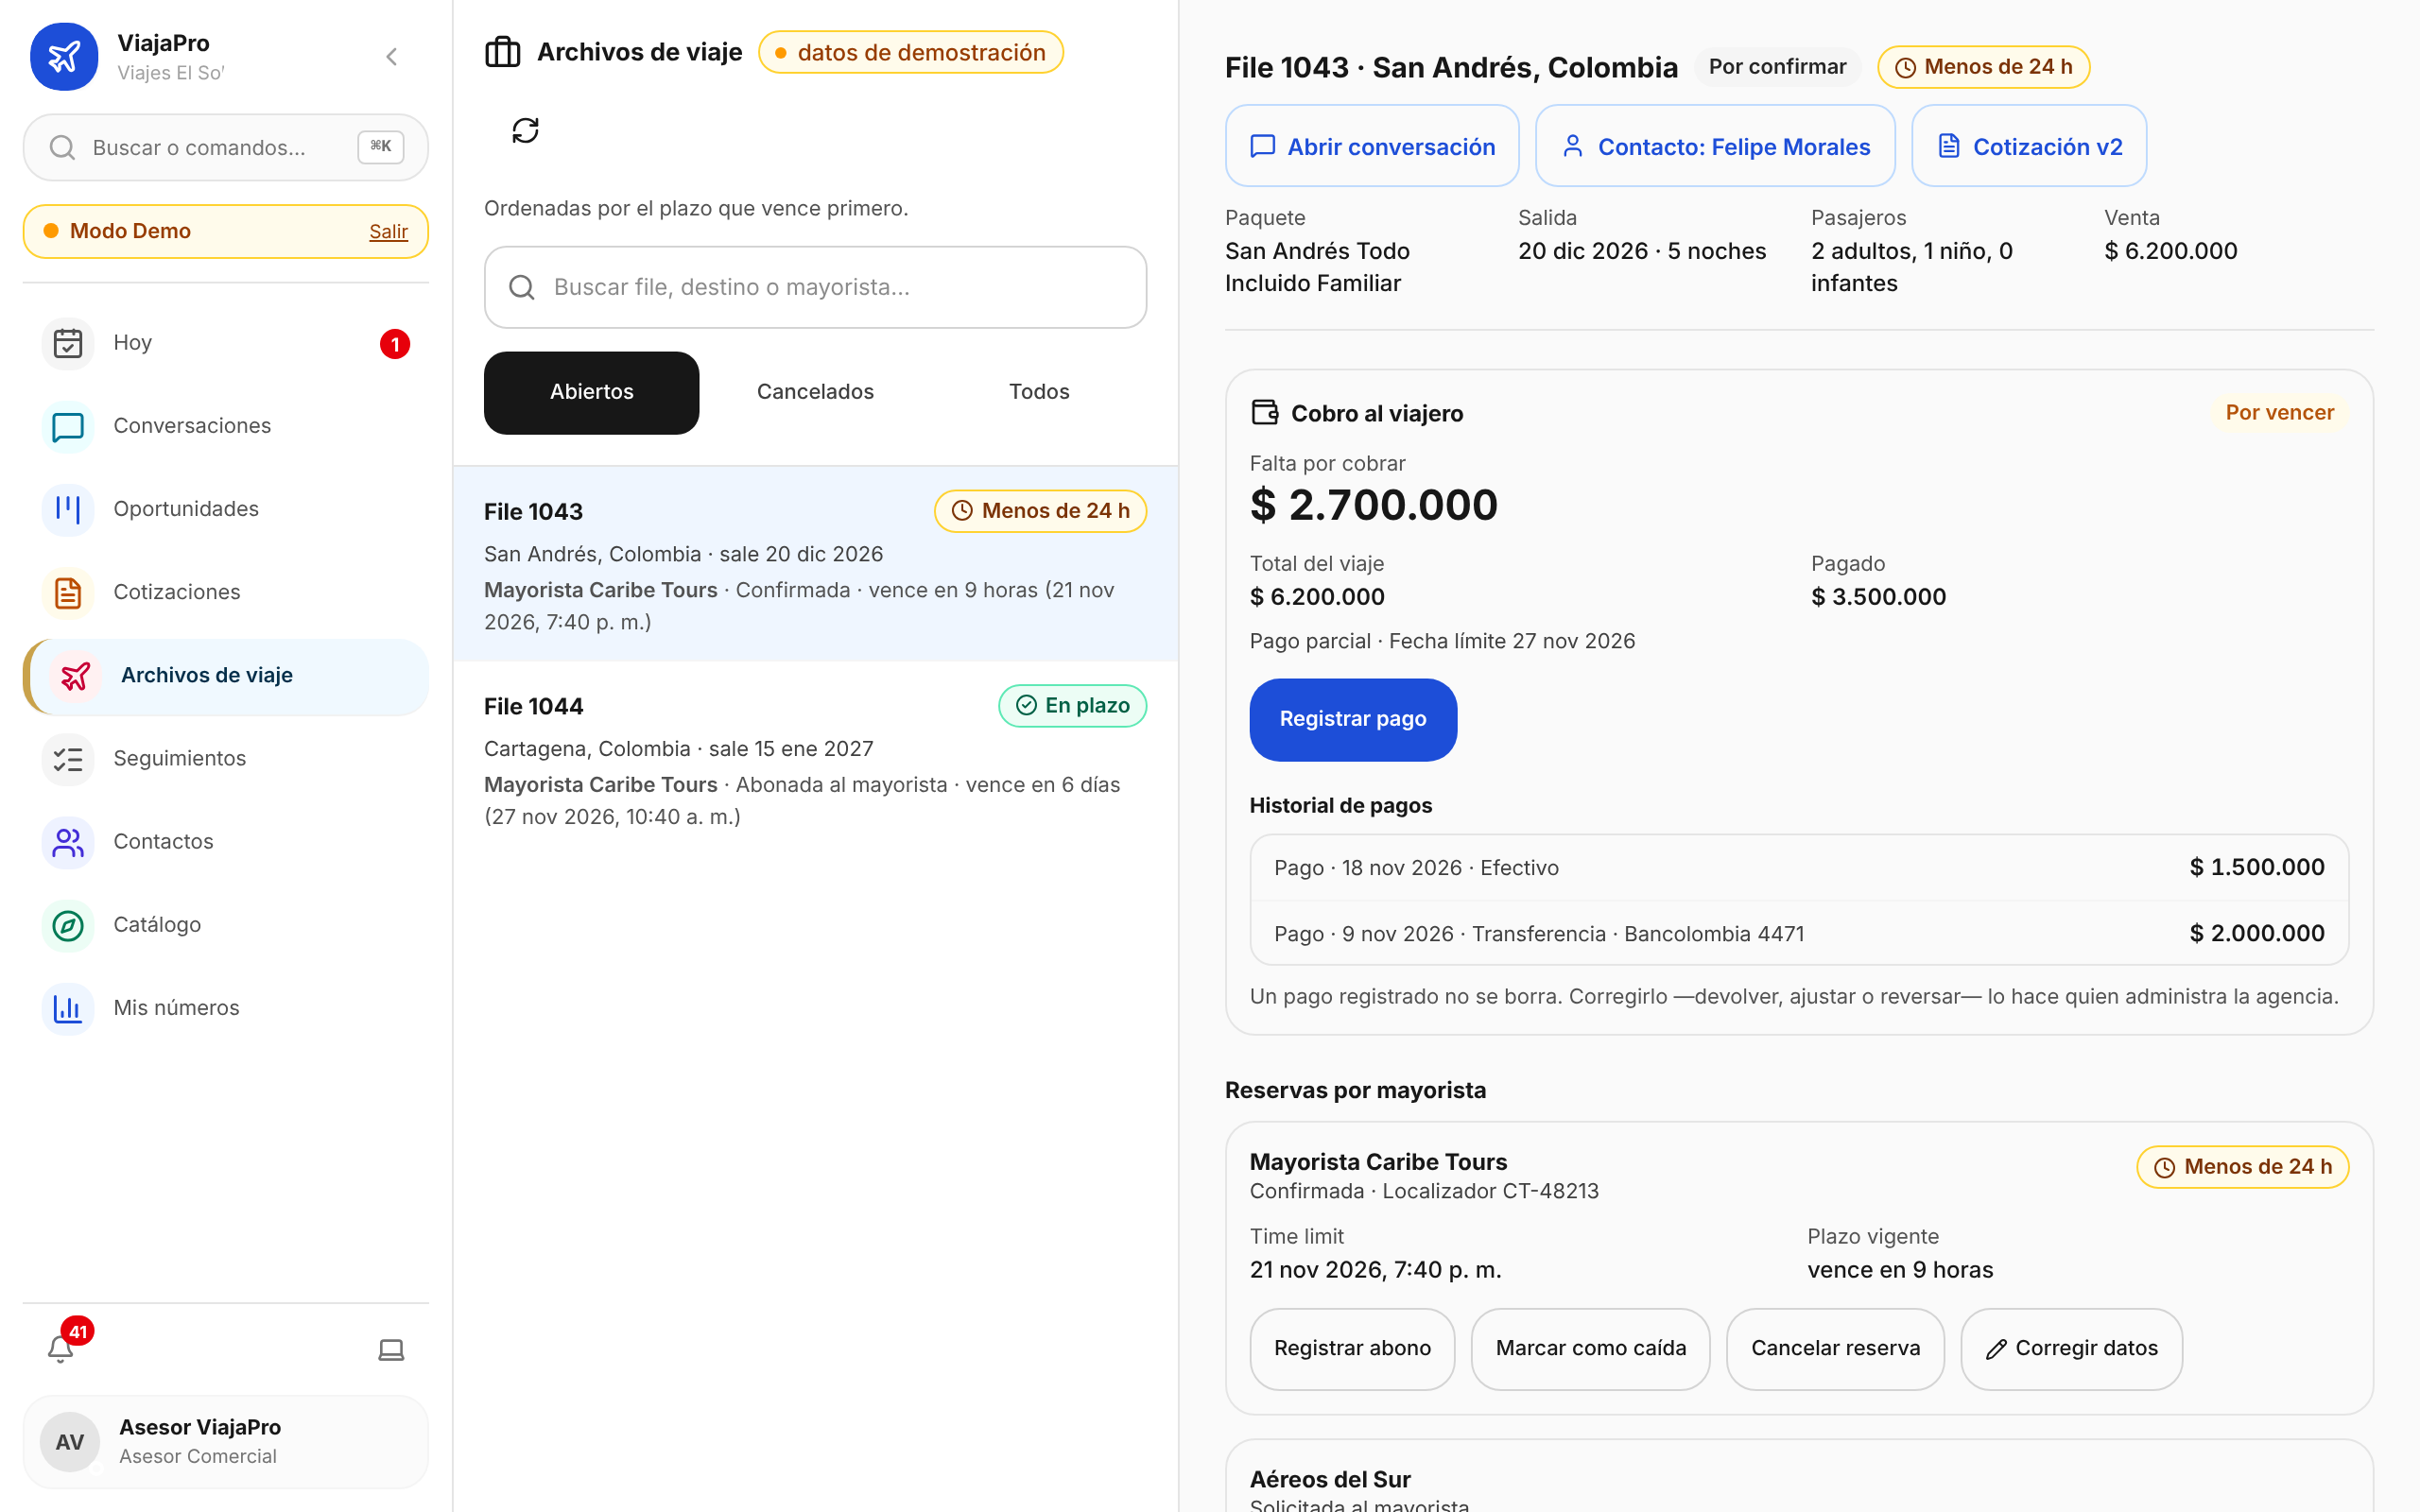 ViajaPro
Viajes El So
Buscar o comandos...
⌘K
Modo Demo
Salir
Hoy
1
Conversaciones
Oportunidades
Cotizaciones
Archivos de viaje
Seguimientos
Contactos
Catálogo
Mis números
41
AV
Asesor ViajaPro
Asesor Comercial
Archivos de viaje
datos de demostración
Ordenadas por el plazo que vence primero.
Buscar file, destino o mayorista...
Abiertos
Cancelados
Todos
File 1043
Menos de 24 h
San Andrés, Colombia · sale 20 dic 2026
Mayorista Caribe Tours · Confirmada · vence en 9 horas (21 nov
2026, 7:40 p. m.)
File 1044
En plazo
Cartagena, Colombia · sale 15 ene 2027
Mayorista Caribe Tours · Abonada al mayorista · vence en 6 días
(27 nov 2026, 10:40 a. m.)
File 1043 · San Andrés, Colombia
Por confirmar
Menos de 24 h
Abrir conversación
Contacto: Felipe Morales
Cotización v2
Paquete
San Andrés Todo
Incluido Familiar
Salida
20 dic 2026 · 5 noches
Pasajeros
2 adultos, 1 niño, 0
infantes
Venta
$ 6.200.000
Cobro al viajero
Por vencer
Falta por cobrar
$ 2.700.000
Total del viaje
$ 6.200.000
Pagado
$ 3.500.000
Pago parcial · Fecha límite 27 nov 2026
Registrar pago
Historial de pagos
Pago · 18 nov 2026 · Efectivo
$ 1.500.000
Pago · 9 nov 2026 · Transferencia · Bancolombia 4471
$ 2.000.000
Un pago registrado no se borra. Corregirlo —devolver, ajustar o reversar— lo hace quien administra la agencia.
Reservas por mayorista
Mayorista Caribe Tours
Menos de 24 h
Confirmada · Localizador CT-48213
Time limit
21 nov 2026, 7:40 p. m.
Plazo vigente
vence en 9 horas
Registrar abono
Marcar como caída
Cancelar reserva
Corregir datos
Aéreos del Sur
Solicitada al mayorista